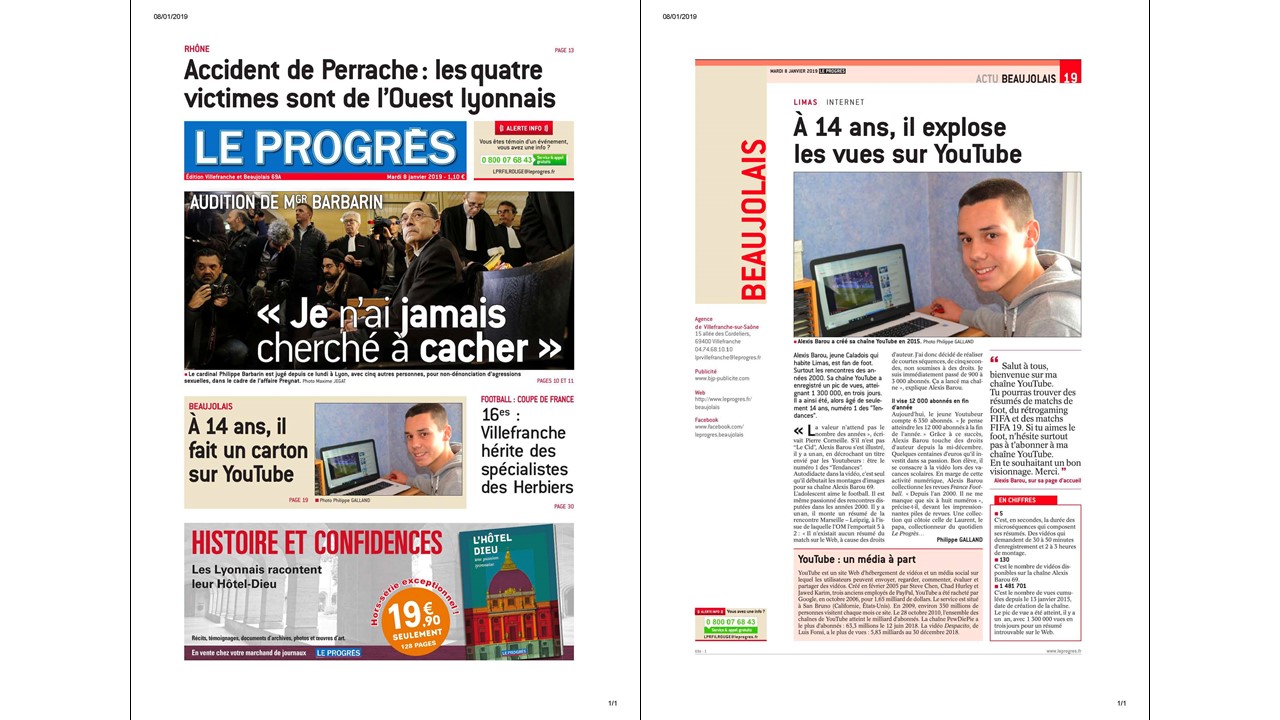 08/01/2019
RHÔNE
PAGE 13
Accident de Perrache : les quatre
victimes sont de l'Ouest lyonnais
LE PROGRÈS
Édition Villefranche et Beaujolais 69A
Mardi 8 janvier 2019 - 1,10 €
ALERTE INFO
Vous êtes témoin d'un événement,
vous avez une info ?
0 800 07 68 43
Service & appel
gratuits
LPRFILROUGE@leprogres.fr
AUDITION DE MGR BARBARIN
« Je n'ai jamais
cherché à cacher »
Le cardinal Philippe Barbarin est jugé depuis ce lundi à Lyon, avec cinq autres personnes, pour non-dénonciation d'agressions
sexuelles, dans le cadre de l'affaire Preynat. Photo Maxime JEGAT
PAGES 10 ET 11
BEAUJOLAIS
À 14 ans, il
fait un carton
sur YouTube
PAGE 19
Photo Philippe GALLAND
FOOTBALL : COUPE DE FRANCE
16es :
Villefranche
hérite des
spécialistes
des Herbiers
PAGE 30
HISTOIRE ET CONFIDENCES
Les Lyonnais racontent
leur Hôtel-Dieu
Récits, témoignages, documents d'archives, photos et œuvres d'art.
En vente chez votre marchand de journaux
LE PROGRÈS
Hors-série exceptionnel !
19,90 €
SEULEMENT
128 PAGES
L'HÔTEL
DIEU
LE PROGRÈS
1/1
08/01/2019
MARDI 8 JANVIER 2019 LE PROGRÈS
ACTU BEAUJOLAIS 19
BEAUJOLAIS
Agence
de Villefranche-sur-Saône
15 allée des Cordeliers,
69400 Villefranche
04.74.68.10.10
lprvillefranche@leprogres.fr
Publicité
www.bjp-publicite.com
Web
http://www.leprogres.fr/
beaujolais
Facebook
www.facebook.com/
leprogres.beaujolais
ALERTE INFO
Vous avez une info ?
0 800 07 68 43
Service & appel gratuits
LPRFILROUGE@leprogres.fr
LIMAS INTERNET
À 14 ans, il explose
les vues sur YouTube
Alexis Barou a créé sa chaîne YouTube en 2015. Photo Philippe GALLAND
Alexis Barou, jeune Caladois qui
habite Limas, est fan de foot.
Surtout les rencontres des an-
nées 2000. Sa chaîne YouTube a
enregistré un pic de vues, attei-
gnant 1 300 000, en trois jours.
Il a ainsi été, alors âgé de seule-
ment 14 ans, numéro 1 des "Ten-
dances".
« La valeur n'attend pas le
nombre des années », écri-
vait Pierre Corneille. S'il n'est pas
"Le Cid", Alexis Barou s'est illustré,
il y a un an, en décrochant un titre
envié par les Youtubeurs : être le
numéro 1 des "Tendances".
Autodidacte dans la vidéo, c'est seul
qu'il débutait les montages d'images
pour sa chaîne Alexis Barou 69.
L'adolescent aime le football. Il est
même passionné des rencontres dis-
putées dans les années 2000. Il y a
un an, il monte un résumé de la
rencontre Marseille – Leipzig, à l'is-
sue de laquelle l'OM l'emportait 5 à
2 : « Il n'existait aucun résumé du
match sur le Web, à cause des droits
d'auteur. J'ai donc décidé de réaliser
de courtes séquences, de cinq secon-
des, non soumises à des droits. Je
suis immédiatement passé de 900 à
3 000 abonnés. Ça a lancé ma chaî-
ne », explique Alexis Barou.
Il vise 12 000 abonnés en fin
d'année
Aujourd'hui, le jeune Youtubeur
compte 6 350 abonnés. « Je pense
atteindre les 12 000 abonnés à la fin
de l'année. » Grâce à ce succès,
Alexis Barou touche des droits
d'auteur depuis la mi-décembre.
Quelques centaines d'euros qu'il in-
vestit dans sa passion. Bon élève, il
se consacre à la vidéo lors des va-
cances scolaires. En marge de cette
activité numérique, Alexis Barou
collectionne les revues France Foot-
ball. « Depuis l'an 2000. Il ne me
manque que six à huit numéros »,
précise-t-il, devant les impression-
nantes piles de revues. Une collec-
tion qui côtoie celle de Laurent, le
papa, collectionneur du quotidien
Le Progrès…
Philippe GALLAND
“ Salut à tous,
bienvenue sur ma
chaîne YouTube.
Tu pourras trouver des
résumés de matchs de
foot, du rétrogaming
FIFA et des matchs
FIFA 19. Si tu aimes le
foot, n'hésite surtout
pas à t'abonner à ma
chaîne YouTube.
En te souhaitant un bon
visionnage. Merci. ”
Alexis Barou, sur sa page d'accueil
EN CHIFFRES
5
C'est, en secondes, la durée des
microséquences qui composent
un résumé. Des vidéos qui
demandent de 30 à 50 minutes
d'enregistrement et 2 à 3 heures
de montage.
130
C'est le nombre de vidéos dis-
ponibles sur la chaîne Alexis
Barou 69.
1 481 701
C'est le nombre de vues cumu-
lées depuis le 13 janvier 2015,
date de création de la chaîne.
Le pic de vue a été atteint, il y a
un an, avec 1 300 000 vues en
trois jours pour un résumé
introuvable sur le Web.
YouTube : un média à part
YouTube est un site Web d'hébergement de vidéos et un média social sur
lequel les utilisateurs peuvent envoyer, regarder, commenter, évaluer et
partager des vidéos. Créé en février 2005 par Steve Chen, Chad Hurley et
Jawed Karim, trois anciens employés de PayPal, YouTube a été racheté par
Google, en octobre 2006, pour 1,65 milliard de dollars. Le service est situé
à San Bruno (Californie, États-Unis). En 2009, environ 350 millions de
personnes visitent chaque mois ce site. Le 28 octobre 2010, l'ensemble des
chaînes de YouTube atteint le milliard d'abonnés. La chaîne PewDiePie a
le plus d'abonnés : 63,3 millions le 12 juin 2018. La vidéo Despacito, de
Luis Fonsi, a le plus de vues : 5,83 milliards au 30 décembre 2018.
www.leprogres.fr
1/1